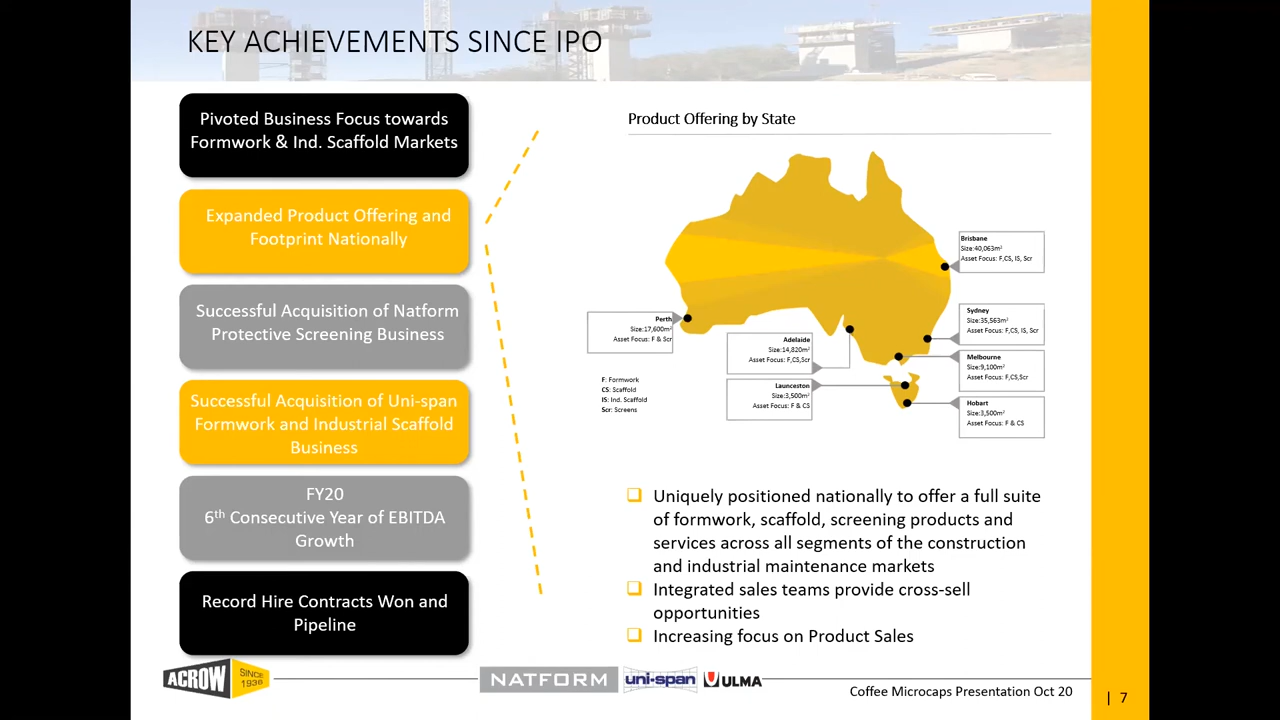 KEY ACHIEVEMENTS SINCE IPO
Pivoted Business Focus towards
Formwork & Ind. Scaffold Markets
Expanded Product Offering and
Footprint Nationally
Successful Acquisition of Natform
Protective Screening Business
Successful Acquisition of Uni-span
Formwork and Industrial Scaffold
Business
FY20
6th Consecutive Year of EBITDA
Growth
Record Hire Contracts Won and
Pipeline
Product Offering by State
Brisbane
Size:40,063m²
Asset Focus: F,CS, IS, Scr
Sydney
Size:35,563m²
Asset Focus: F,CS, IS, Scr
Melbourne
Size:9,100m²
Asset Focus: F,CS,Scr
Hobart
Size:3,500m²
Asset Focus: F & CS
Perth
Size:17,600m²
Asset Focus: F & Scr
Adelaide
Size:14,820m²
Asset Focus: F,CS,Scr
Launceston
Size:3,500m²
Asset Focus: F & CS
F: Formwork
CS: Scaffold
IS: Ind. Scaffold
Scr: Screens
❑ Uniquely positioned nationally to offer a full suite
of formwork, scaffold, screening products and
services across all segments of the construction
and industrial maintenance markets
❑ Integrated sales teams provide cross-sell
opportunities
❑ Increasing focus on Product Sales
ACROW
SINCE
1936
NATFORM
uni-span
ULMA
Coffee Microcaps Presentation Oct 20
| 7